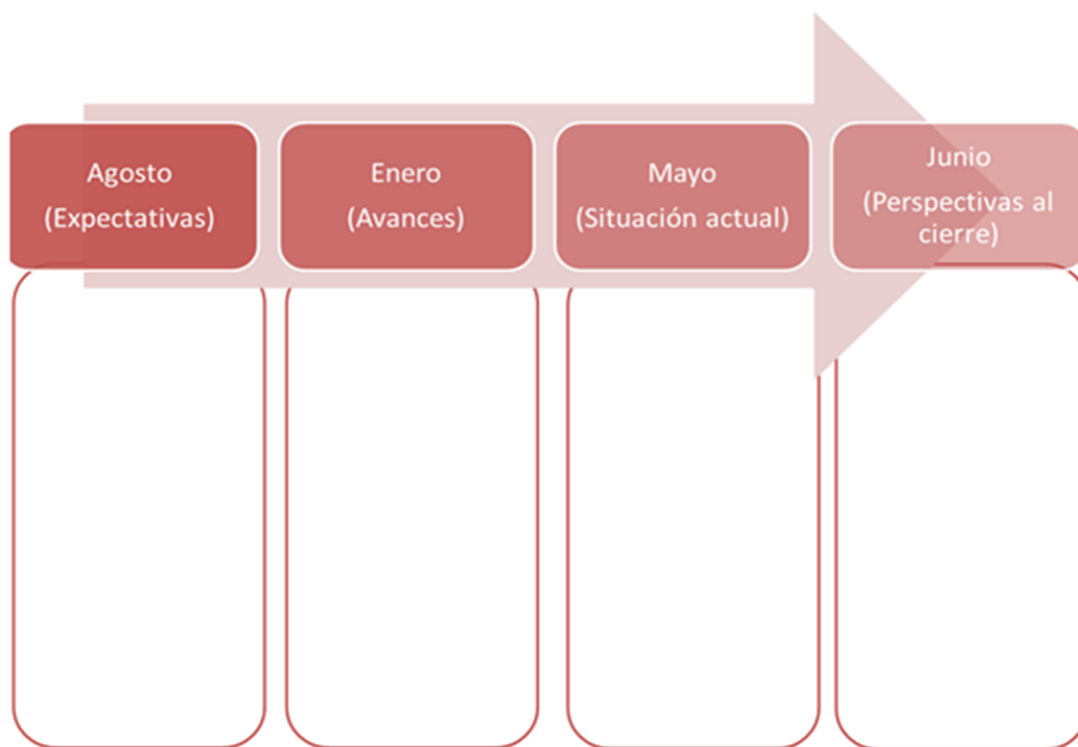 Agosto
(Expectativas)
Enero
(Avances)
Mayo
(Situación actual)
Junio
(Perspectivas al
cierre)